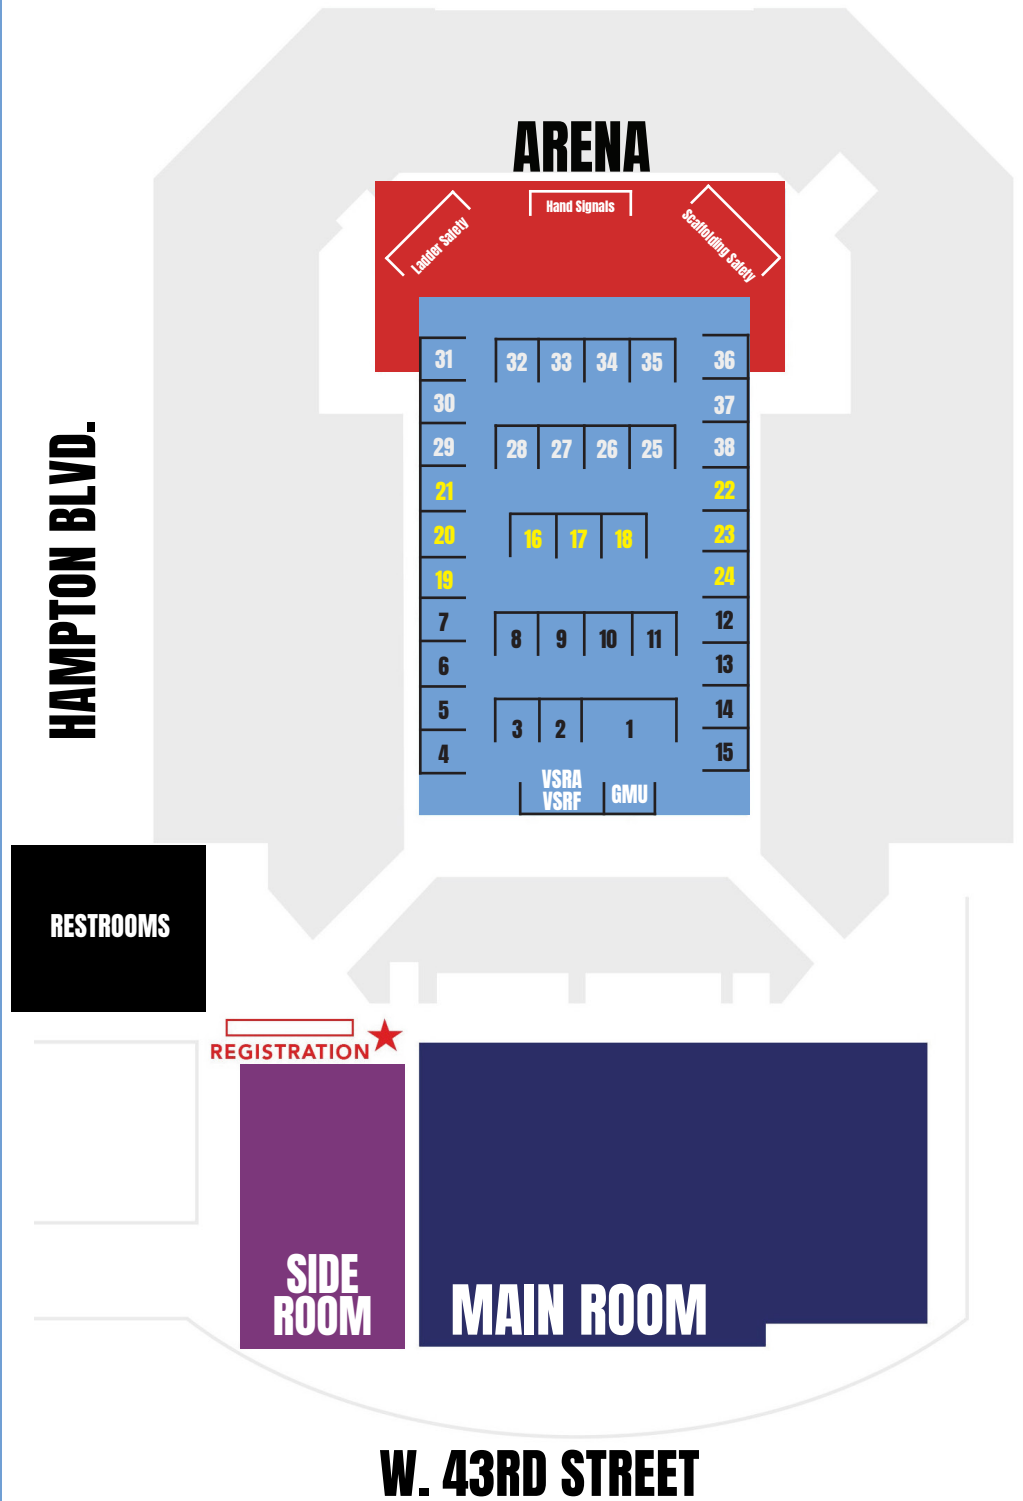 ARENA
Hand Signals
Ladder Safety
Scaffolding Safety
31 32 33 34 35 36
30 37
29 28 27 26 25 38
21 22
20 16 17 18 23
19 24
7 12
6 8 9 10 11 13
5 14
4 3 2 1 15
VSRA
VSRF
GMU
HAMPTON BLVD.
RESTROOMS
REGISTRATION
SIDE
ROOM
MAIN ROOM
W. 43RD STREET